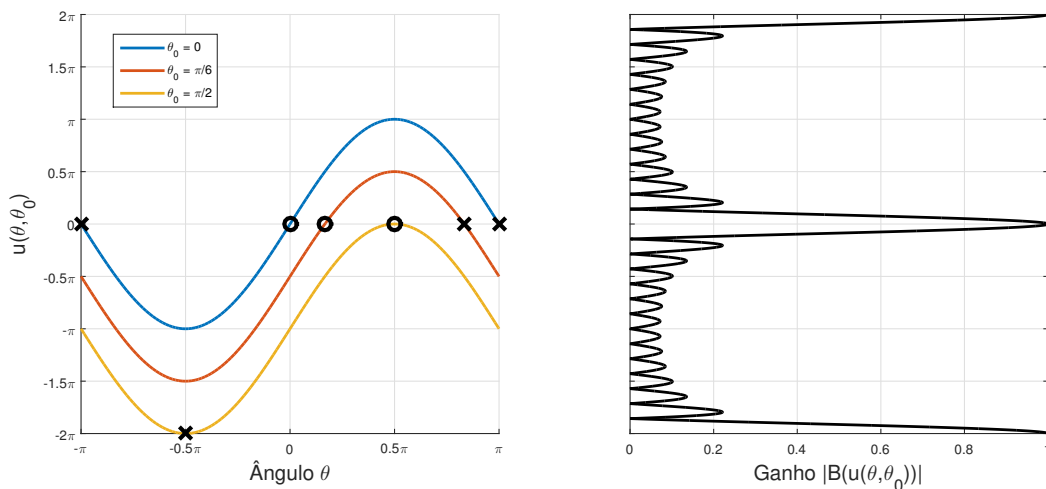 2π
1.5π
π
0.5π
0
-0.5π
-π
-1.5π
-2π
u(θ,θ₀)
θ₀ = 0
θ₀ = π/6
θ₀ = π/2
-π -0.5π 0 0.5π π
Ângulo θ
0 0.2 0.4 0.6 0.8 1
Ganho |B(u(θ,θ₀))|